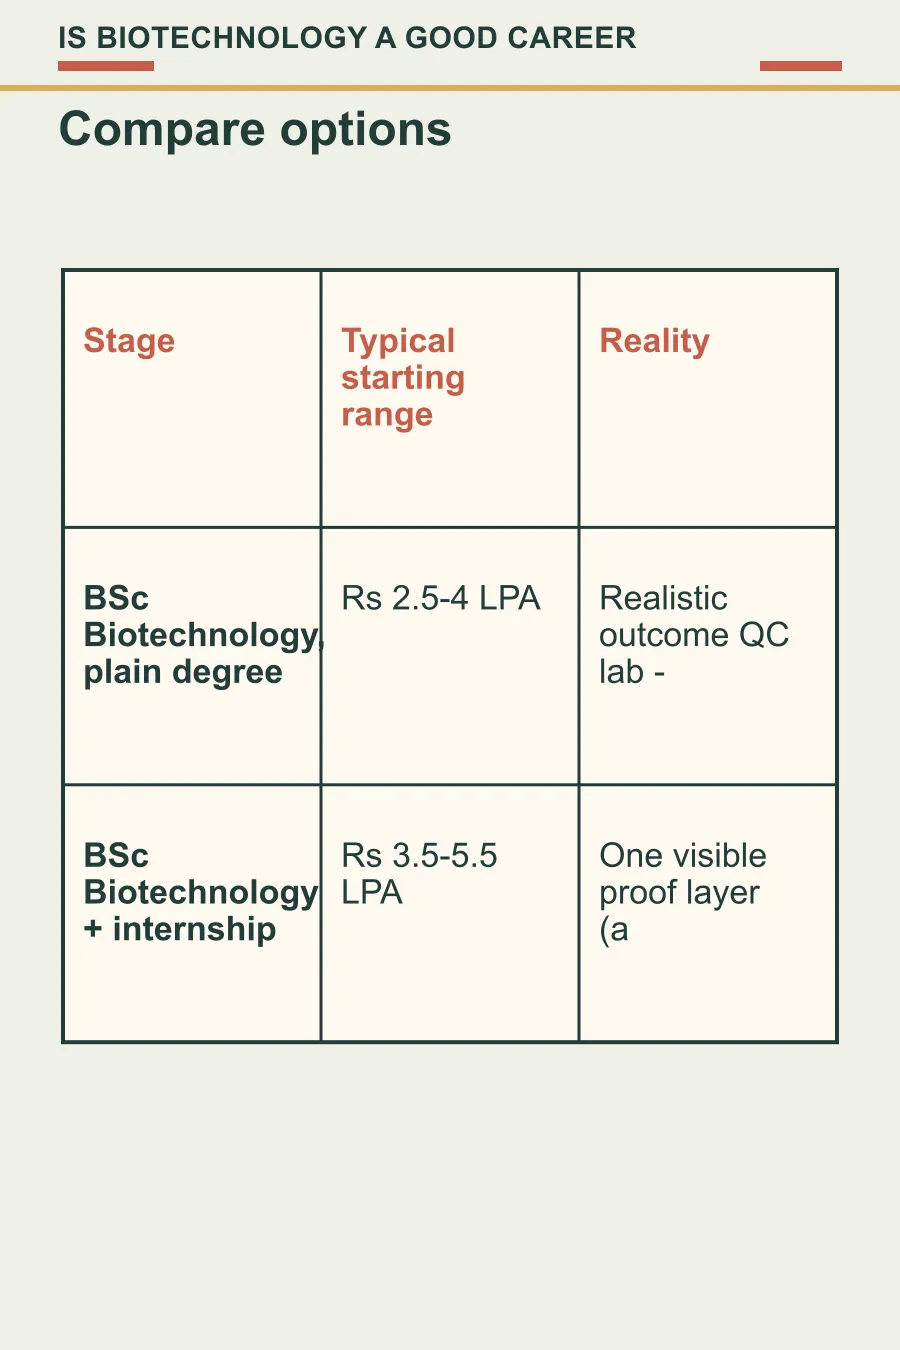 IS BIOTECHNOLOGY A GOOD CAREER
Compare options
Stage
Typical
starting
range
Reality
BSc
Biotechnology,
plain degree
Rs 2.5-4 LPA
Realistic
outcome QC
lab -
BSc
Biotechnology
+ internship
Rs 3.5-5.5
LPA
One visible
proof layer
(a